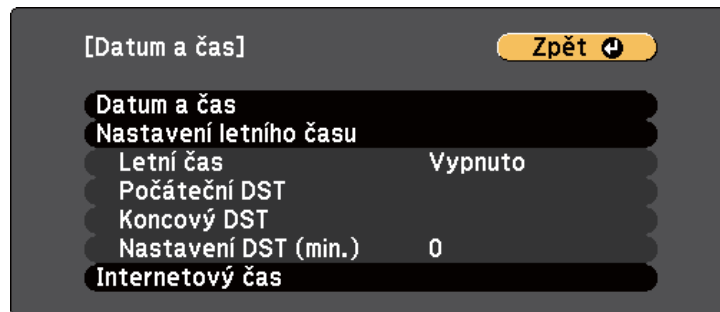 [Datum a čas]
Zpět
Datum a čas
Nastavení letního času
Letní čas Vypnuto
Počáteční DST
Koncový DST
Nastavení DST (min.) 0
Internetový čas